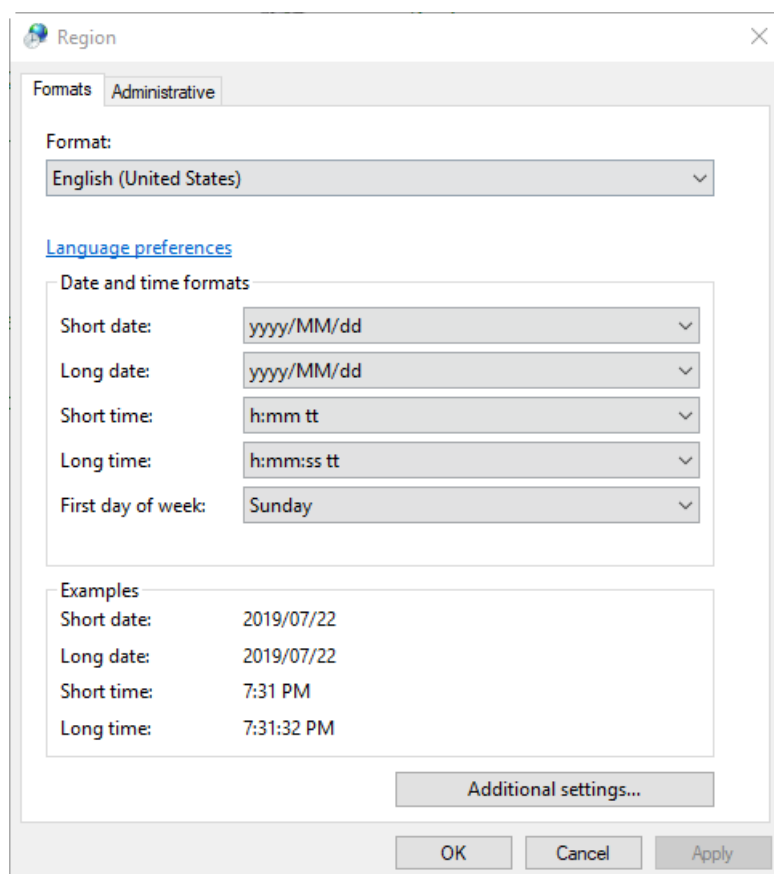 Region
Formats
Administrative
Format:
English (United States)
Language preferences
Date and time formats
Short date: yyyy/MM/dd
Long date: yyyy/MM/dd
Short time: h:mm tt
Long time: h:mm:ss tt
First day of week: Sunday
Examples
Short date: 2019/07/22
Long date: 2019/07/22
Short time: 7:31 PM
Long time: 7:31:32 PM
Additional settings...
OK Cancel Apply